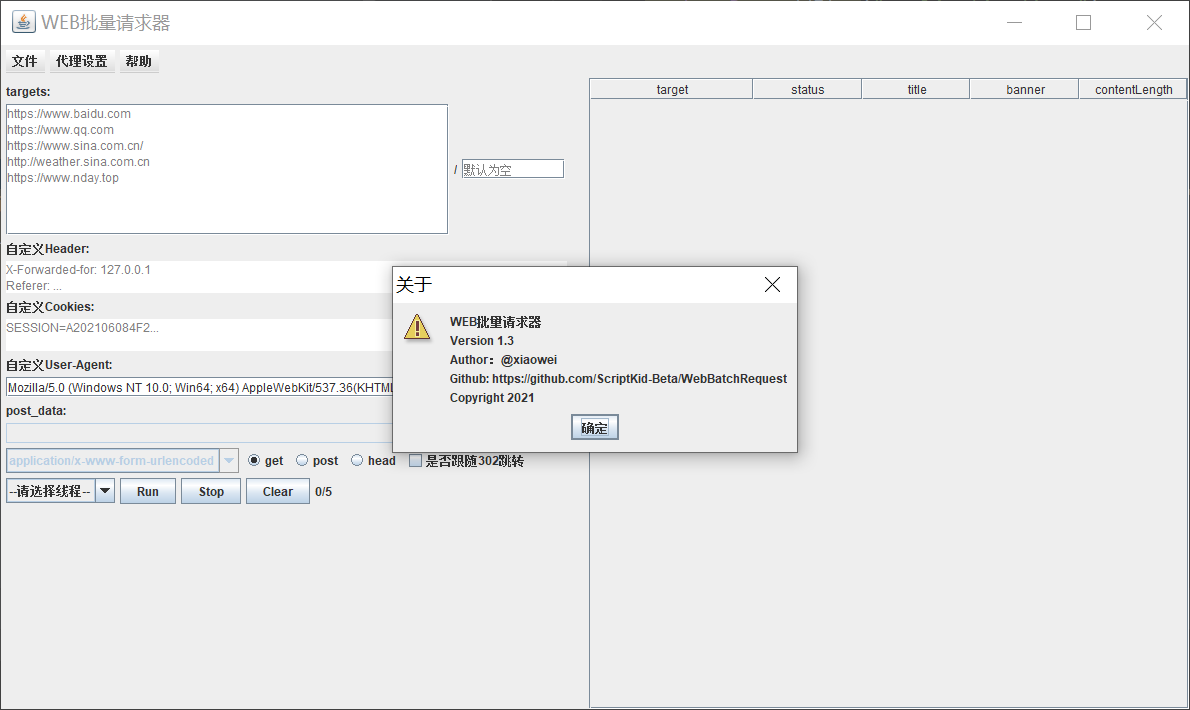 WEB批量请求器
文件 代理设置 帮助
targets:
https://www.baidu.com
https://www.qq.com
https://www.sina.com.cn/
http://weather.sina.com.cn
https://www.nday.top
/ 默认为空
自定义Header:
X-Forwarded-for: 127.0.0.1
Referer: ...
自定义Cookies:
SESSION=A202106084F2...
自定义User-Agent:
Mozilla/5.0 (Windows NT 10.0; Win64; x64) AppleWebKit/537.36(KHTML
post_data:
application/x-www-form-urlencoded get post head 是否跟随302跳转
--请选择线程-- Run Stop Clear 0/5
target status title banner contentLength
关于
WEB批量请求器
Version 1.3
Author：@xiaowei
Github: https://github.com/ScriptKid-Beta/WebBatchRequest
Copyright 2021
确定